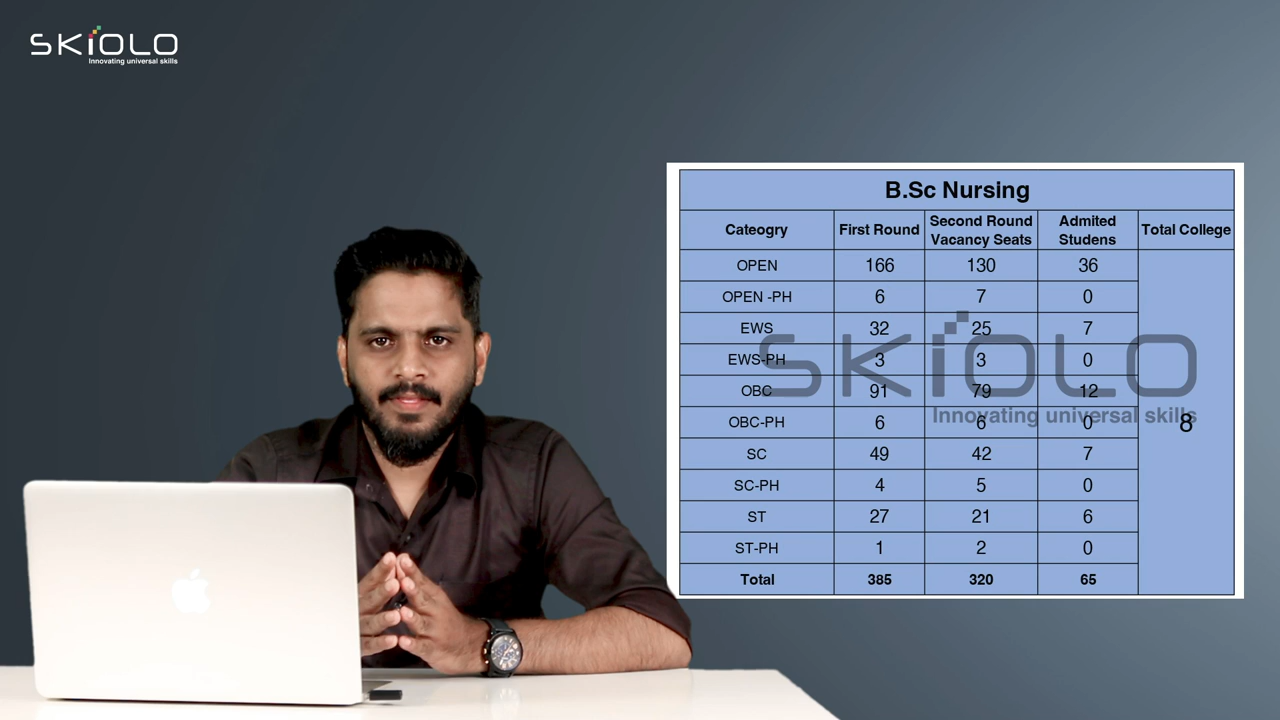 SKIOLO
Innovating universal skills
B.Sc Nursing
Cateogry First Round Second Round Vacancy Seats Admited Studens Total College
OPEN 166 130 36
OPEN -PH 6 7 0
EWS 32 25 7
EWS-PH 3 3 0
OBC 91 79 12
OBC-PH 6 6 0 8
SC 49 42 7
SC-PH 4 5 0
ST 27 21 6
ST-PH 1 2 0
Total 385 320 65
SKIOLO
Innovating universal skills